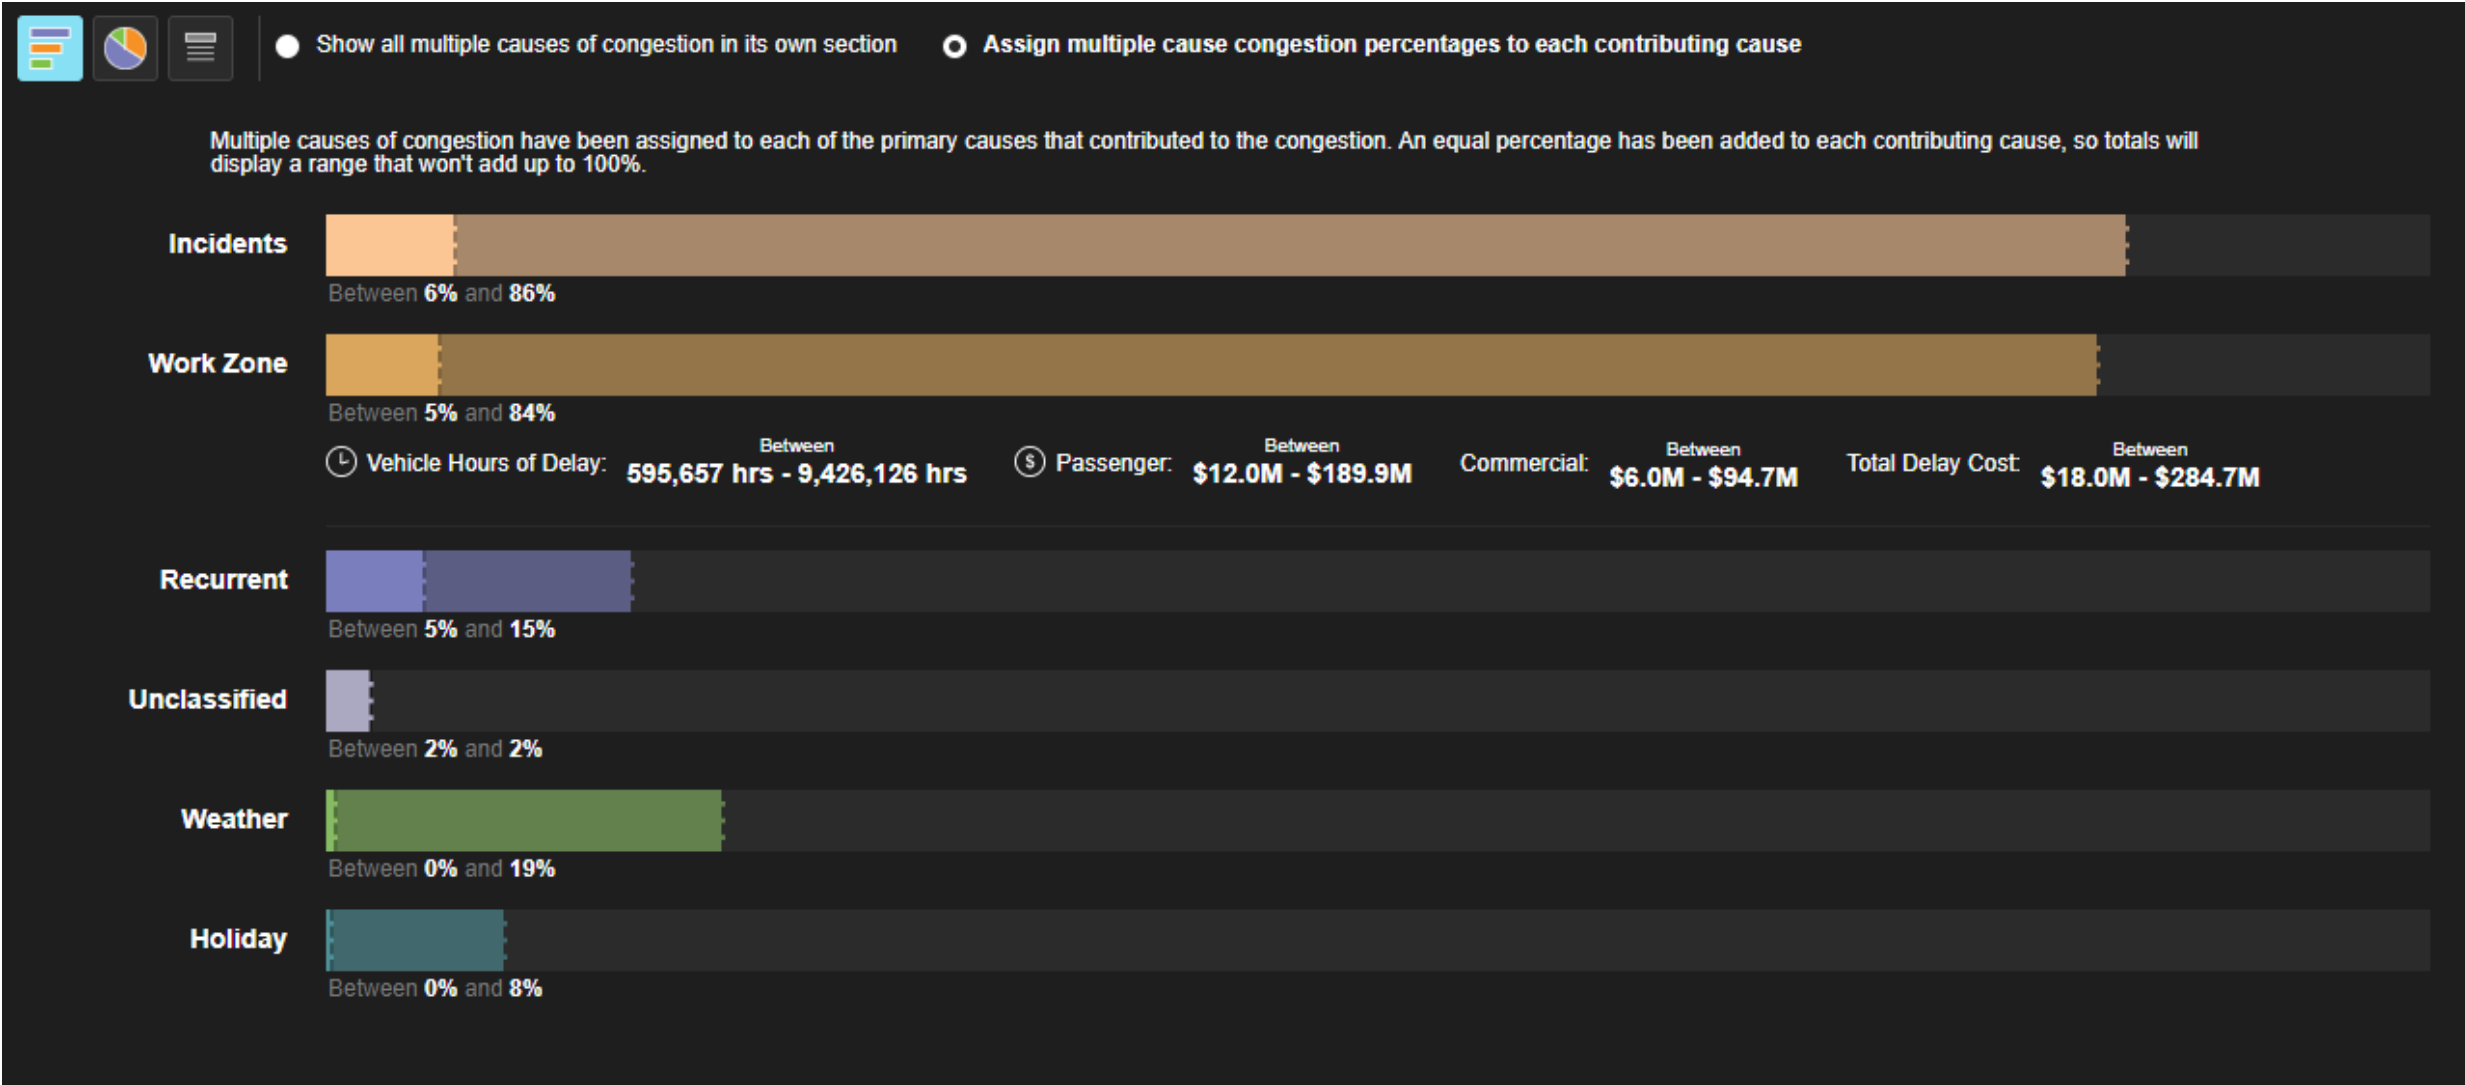 Show all multiple causes of congestion in its own section
Assign multiple cause congestion percentages to each contributing cause
Multiple causes of congestion have been assigned to each of the primary causes that contributed to the congestion. An equal percentage has been added to each contributing cause, so totals will
display a range that won't add up to 100%.
Incidents
Between 6% and 86%
Work Zone
Between 5% and 84%
Vehicle Hours of Delay:
Between
595,657 hrs - 9,426,126 hrs
$
Passenger:
Between
$12.0M - $189.9M
Commercial:
Between
$6.0M - $94.7M
Total Delay Cost:
Between
$18.0M - $284.7M
Recurrent
Between 5% and 15%
Unclassified
Between 2% and 2%
Weather
Between 0% and 19%
Holiday
Between 0% and 8%